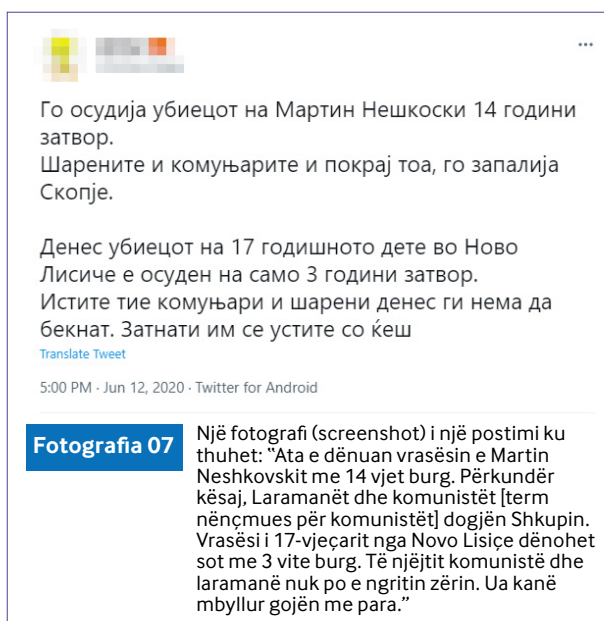 Го осудија убиецот на Мартин Нешкоски 14 години
затвор.
Шарените и комуњарите и покрај тоа, го запалија
Скопје.
Денес убиецот на 17 годишното дете во Ново
Лисиче е осуден на само 3 години затвор.
Истите тие комуњари и шарени денес ги нема да
бекнат. Затнати им се устите со ќеш
Translate Tweet
5:00 PM · Jun 12, 2020 · Twitter for Android
Fotografia 07
Një fotografi (screenshot) i një postimi ku
thuhet: “Ata e dënuan vrasësin e Martin
Neshkovskit me 14 vjet burg. Përkundër
kësaj, Laramanët dhe komunistët [term
nënçmues për komunistët] dogjën Shkupin.
Vrasësi i 17-vjeçarit nga Novo Lisiçe dënohet
sot me 3 vite burg. Të njëjtit komunistë dhe
laramanë nuk po e ngritin zërin. Ua kanë
mbyllur gojën me para.”